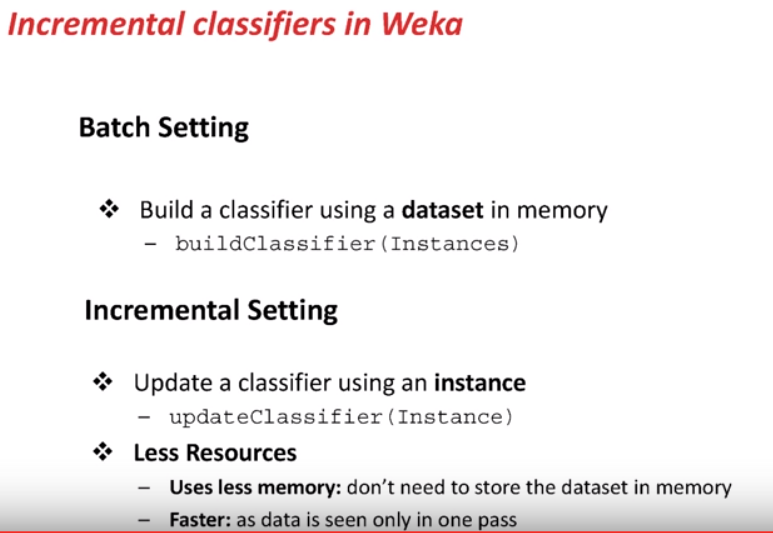 Incremental classifiers in Weka
Batch Setting
❖ Build a classifier using a dataset in memory
– buildClassifier(Instances)
Incremental Setting
❖ Update a classifier using an instance
– updateClassifier(Instance)
❖ Less Resources
– Uses less memory: don't need to store the dataset in memory
– Faster: as data is seen only in one pass